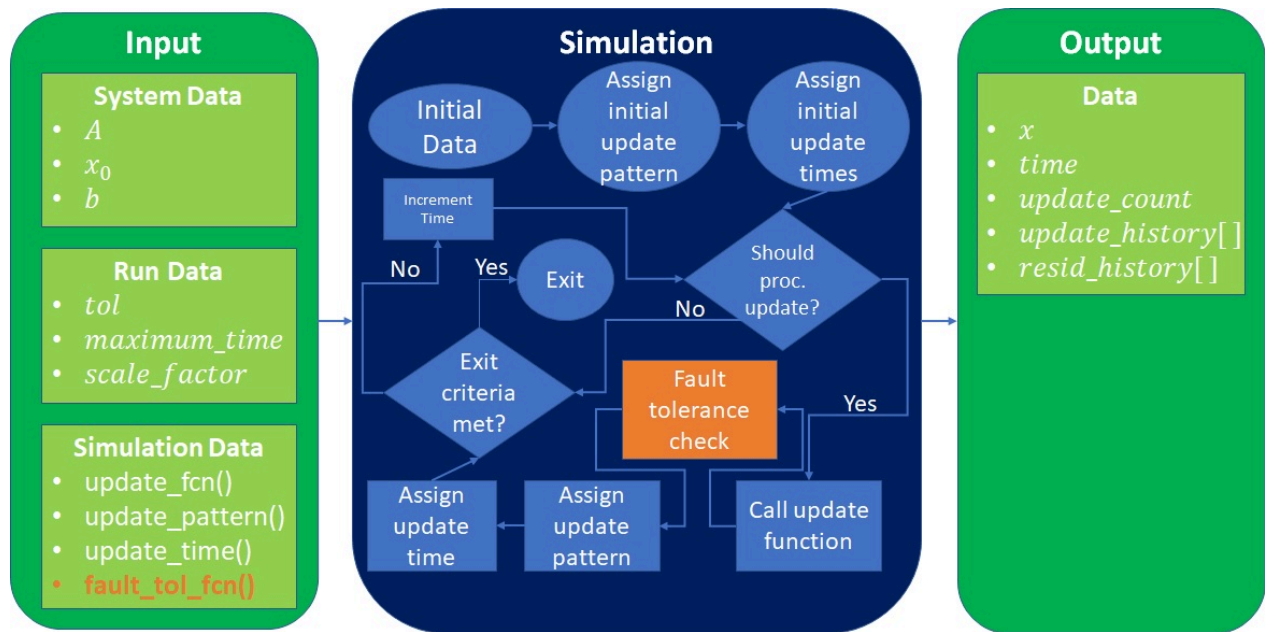 Input
System Data
• A
• x₀
• b
Run Data
• tol
• maximum_time
• scale_factor
Simulation Data
• update_fcn()
• update_pattern()
• update_time()
• fault_tol_fcn()
Simulation
Initial
Data
Assign
initial
update
pattern
Assign
initial
update
times
Increment
Time
Should
proc.
update?
No
Yes
Exit
No
Exit
criteria
met?
Fault
tolerance
check
Yes
Assign
update
time
Assign
update
pattern
Call update
function
Output
Data
• x
• time
• update_count
• update_history[ ]
• resid_history[ ]